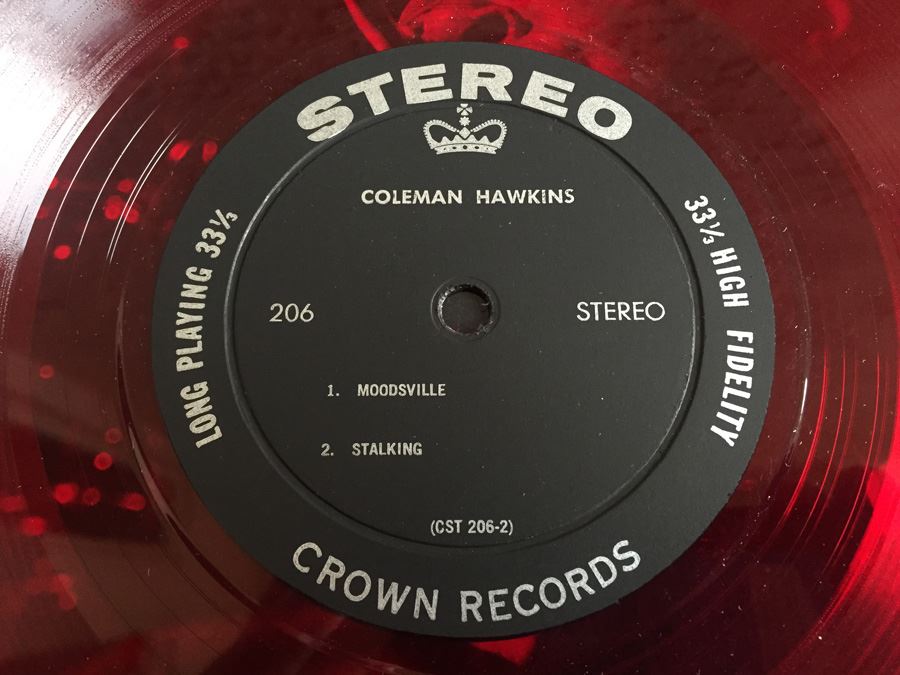 STEREO
COLEMAN HAWKINS
LONG PLAYING 33⅓
33⅓ HIGH FIDELITY
206
STEREO
1. MOODSVILLE
2. STALKING
(CST 206-2)
CROWN RECORDS